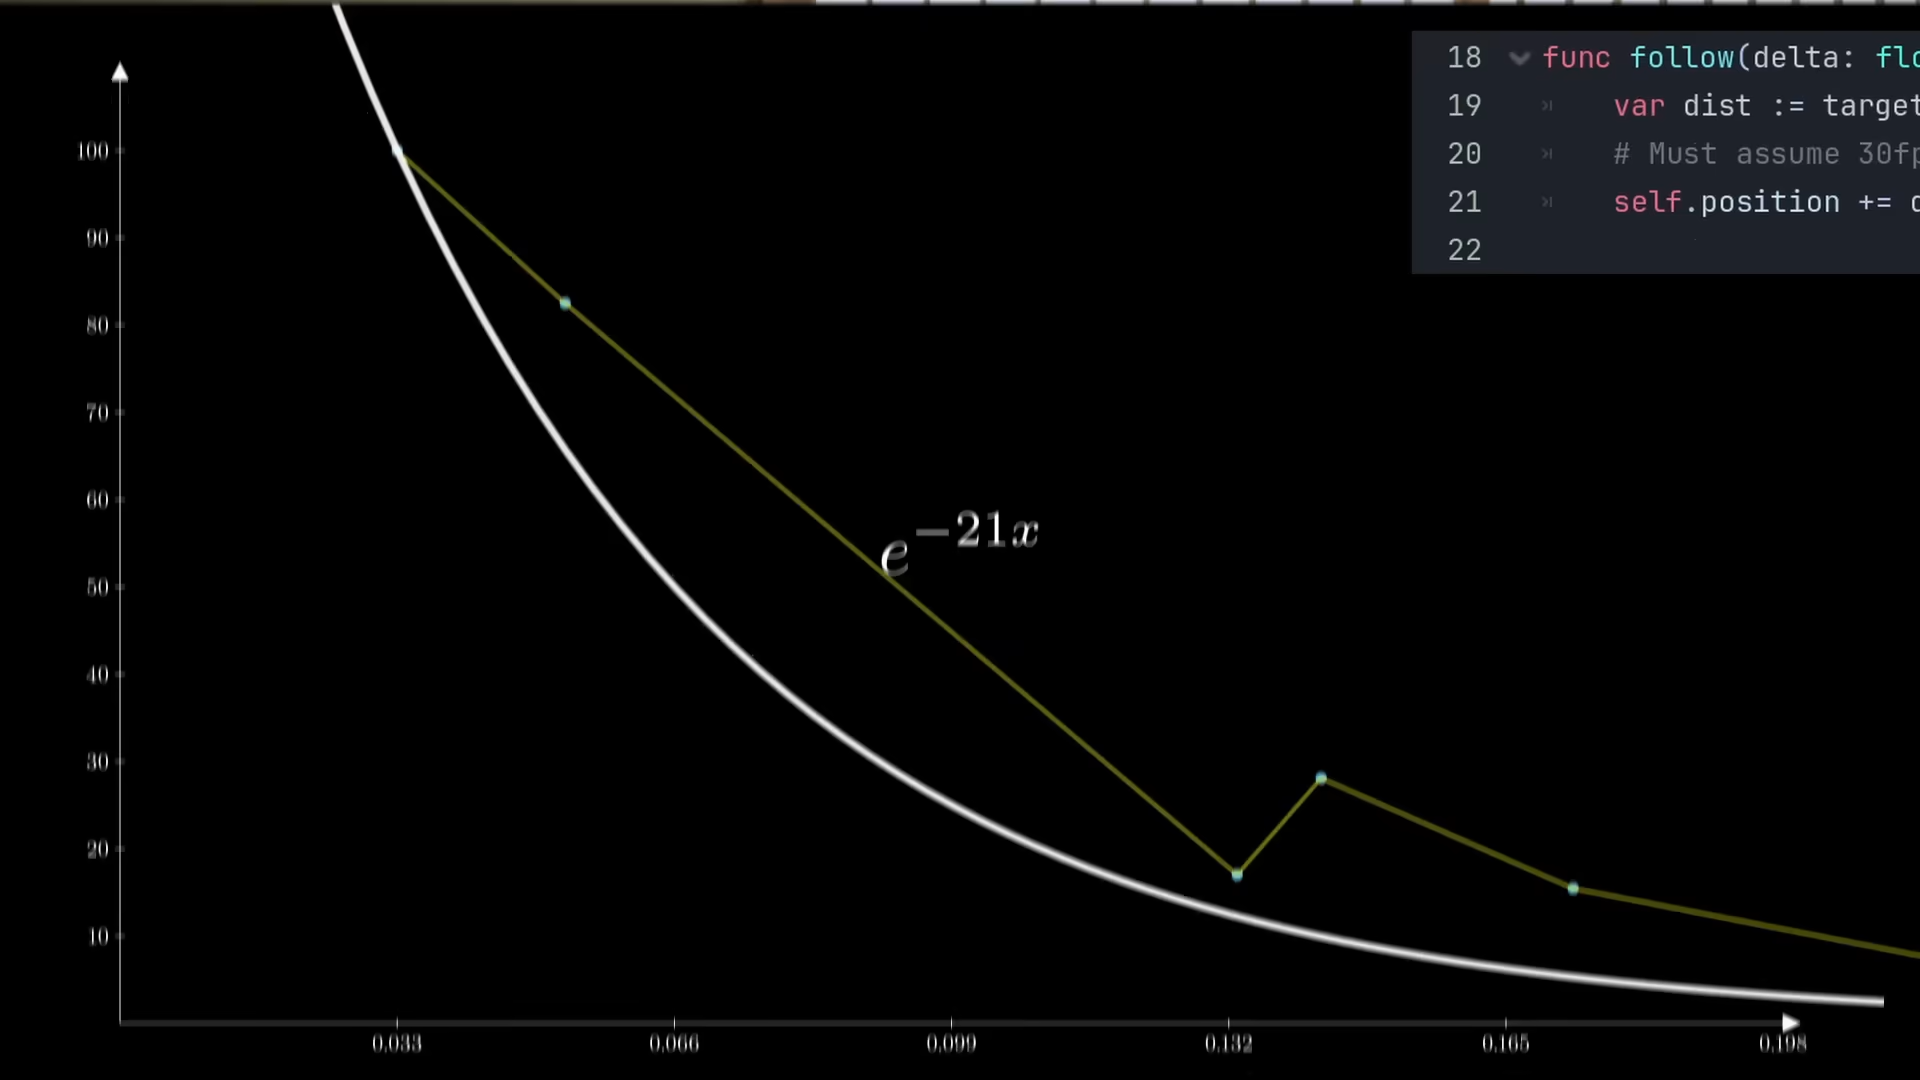 18 func follow(delta: flo
19 var dist := target
20 # Must assume 30fp
21 self.position +=
22
100
90
80
70
60
50
40
30
20
10
e^{-21x}
0.033 0.066 0.099 0.132 0.165 0.198